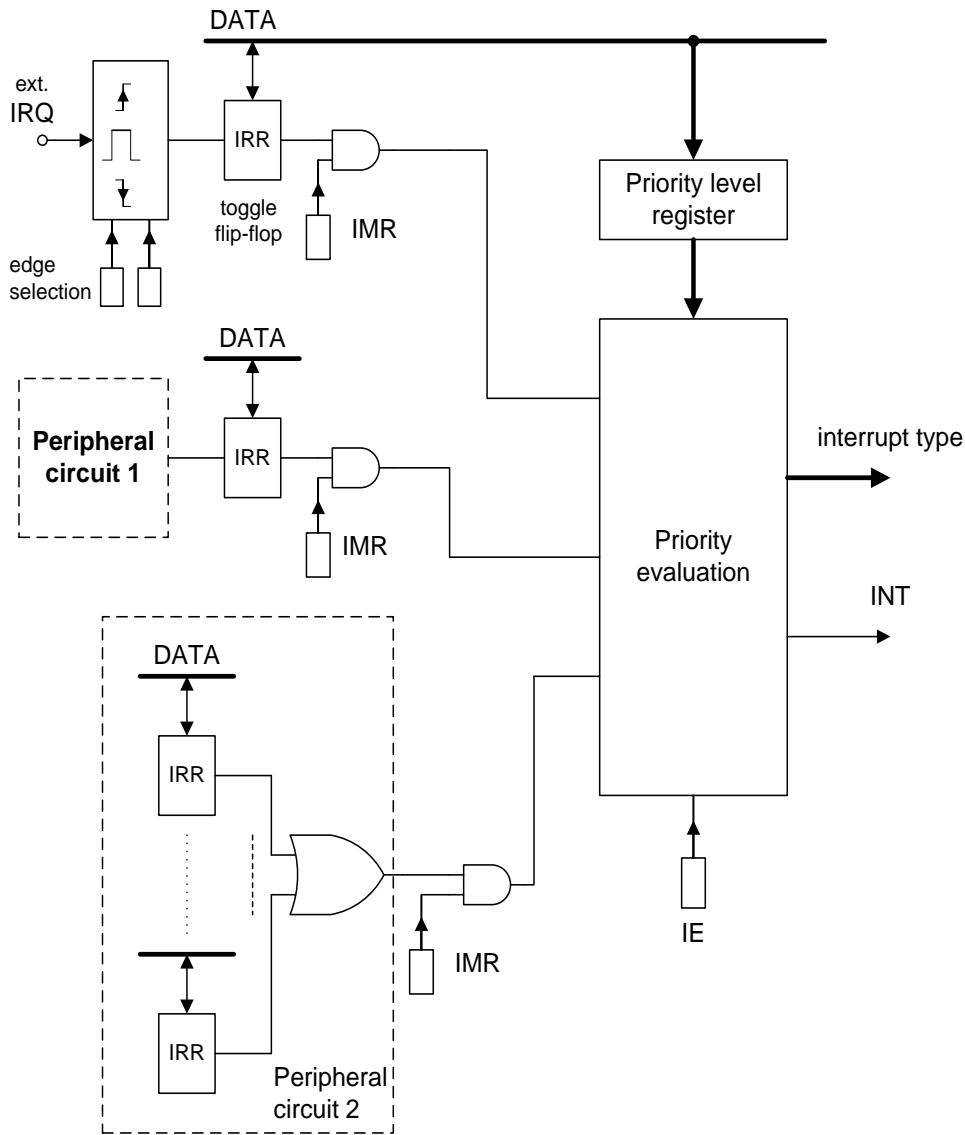 DATA
ext.
IRQ
IRR
toggle
flip-flop
IMR
edge
selection
Priority level
register
DATA
Peripheral
circuit 1
IRR
IMR
interrupt type
Priority
evaluation
INT
DATA
IRR
IE
IMR
IRR
Peripheral
circuit 2